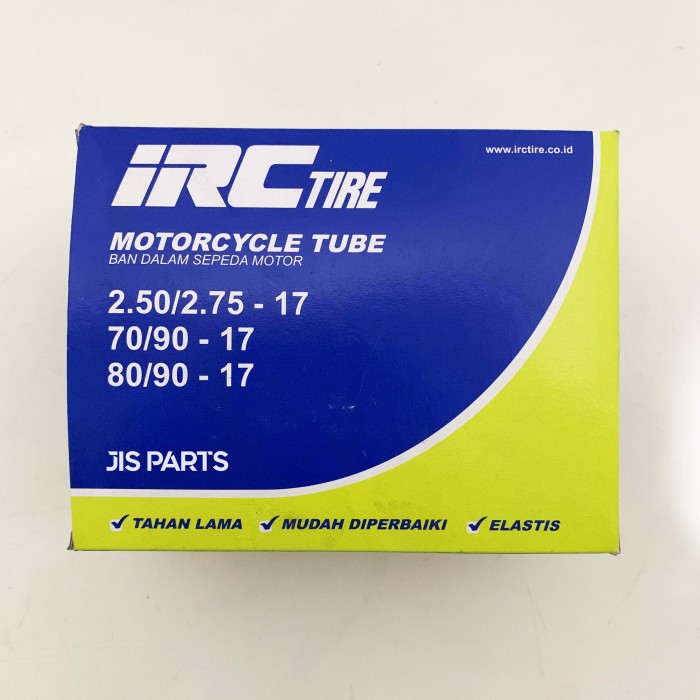 iRC TIRE
www.irctire.co.id
MOTORCYCLE TUBE
BAN DALAM SEPEDA MOTOR
2.50/2.75 - 17
70/90 - 17
80/90 - 17
JIS PARTS
TAHAN LAMA MUDAH DIPERBAIKI ELASTIS